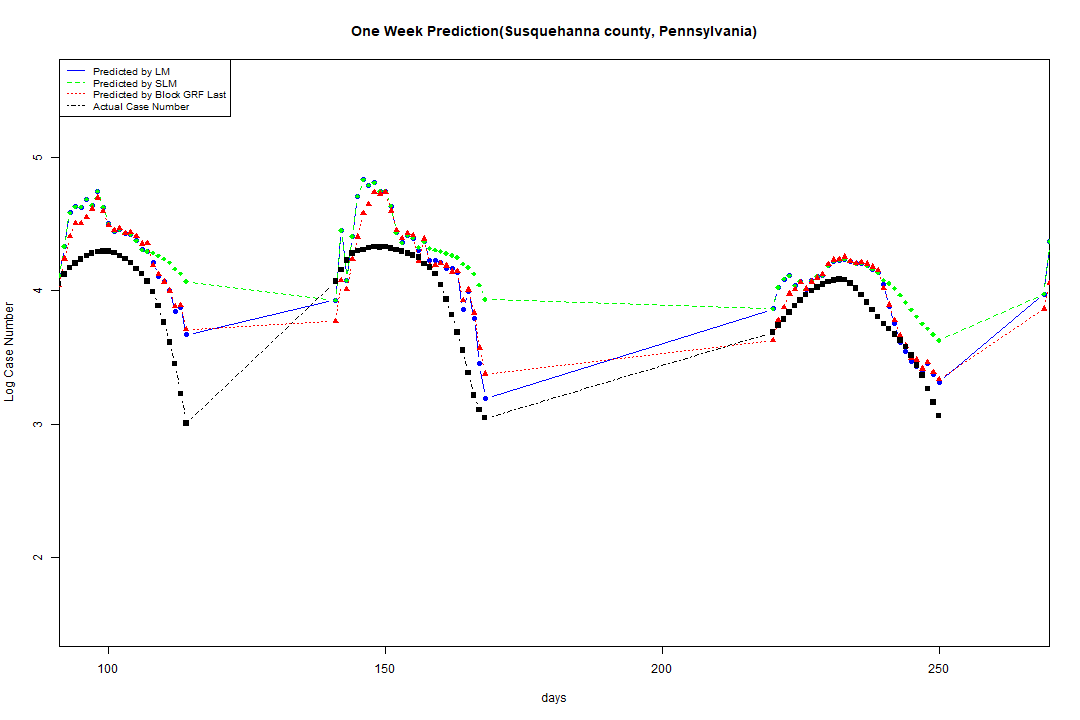 One Week Prediction(Susquehanna county, Pennsylvania)
Predicted by LM
Predicted by SLM
Predicted by Block GRF Last
Actual Case Number
5
4
3
2
Log Case Number
100
150
200
250
days